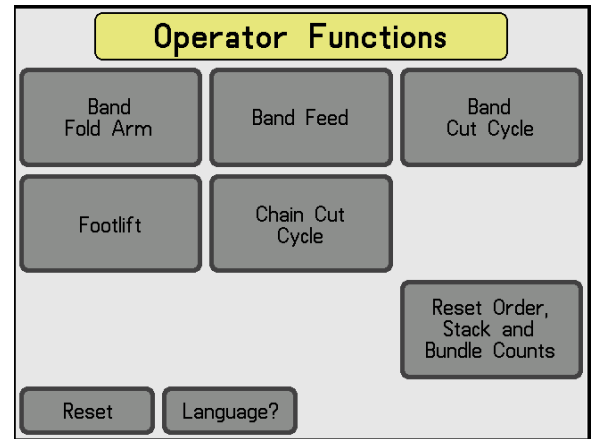 Operator Functions
Band
Fold Arm
Band Feed
Band
Cut Cycle
Footlift
Chain Cut
Cycle
Reset Order,
Stack and
Bundle Counts
Reset
Language?